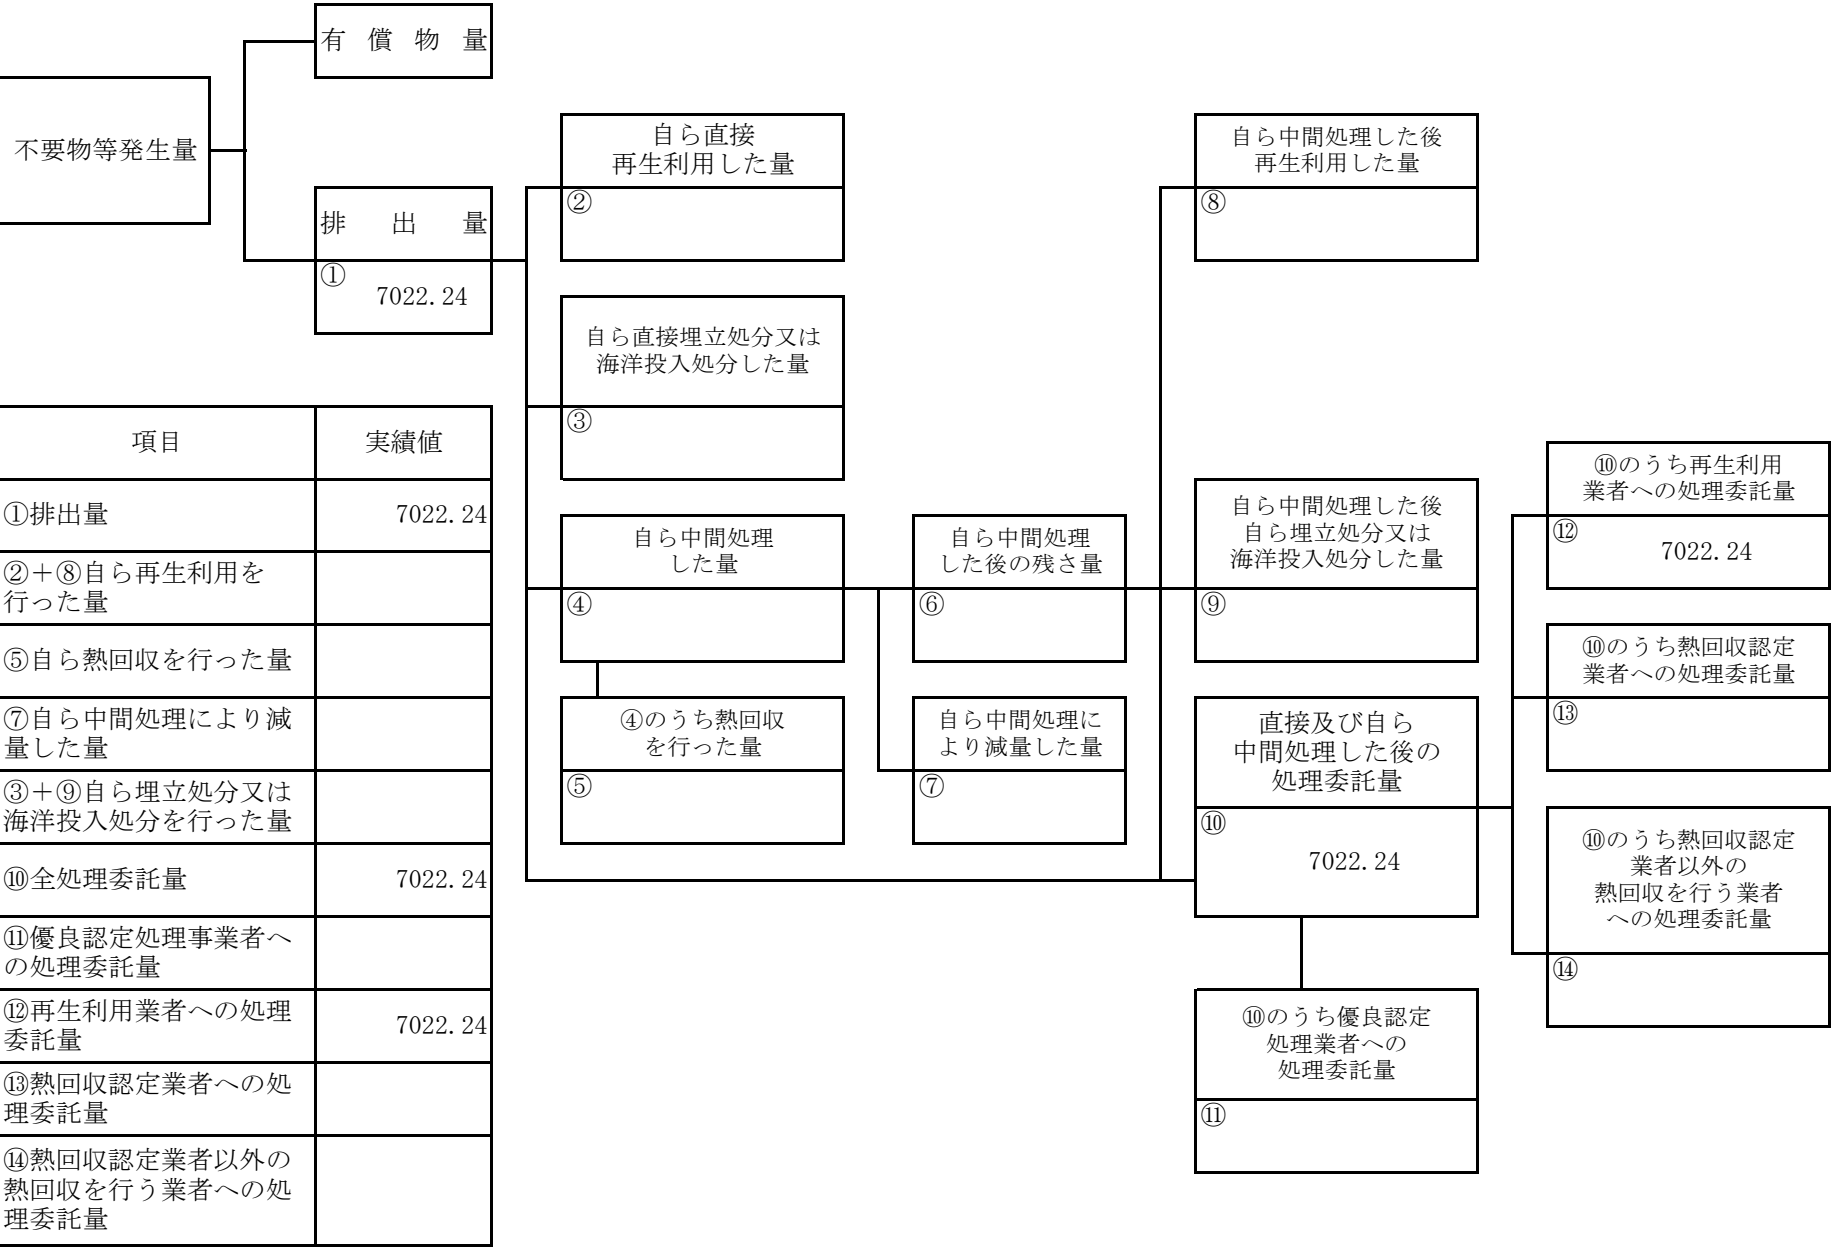 有償物量
不要物等発生量
排出量
①
7022.24
自ら直接
再生利用した量
②
自ら直接埋立処分又は
海洋投入処分した量
③
自ら中間処理
した量
④
④のうち熱回収
を行った量
⑤
自ら中間処理
した後の残さ量
⑥
自ら中間処理に
より減量した量
⑦
自ら中間処理した後
再生利用した量
⑧
自ら中間処理した後
自ら埋立処分又は
海洋投入処分した量
⑨
直接及び自ら
中間処理した後の
処理委託量
⑩
7022.24
⑩のうち優良認定
処理業者への
処理委託量
⑪
⑩のうち再生利用
業者への処理委託量
⑫
7022.24
⑩のうち熱回収認定
業者への処理委託量
⑬
⑩のうち熱回収認定
業者以外の
熱回収を行う業者
への処理委託量
⑭
項目 実績値
①排出量 7022.24
②＋⑧自ら再生利用を
行った量
⑤自ら熱回収を行った量
⑦自ら中間処理により減
量した量
③＋⑨自ら埋立処分又は
海洋投入処分を行った量
⑩全処理委託量 7022.24
⑪優良認定処理事業者へ
の処理委託量
⑫再生利用業者への処理
委託量 7022.24
⑬熱回収認定業者への処
理委託量
⑭熱回収認定業者以外の
熱回収を行う業者への処
理委託量